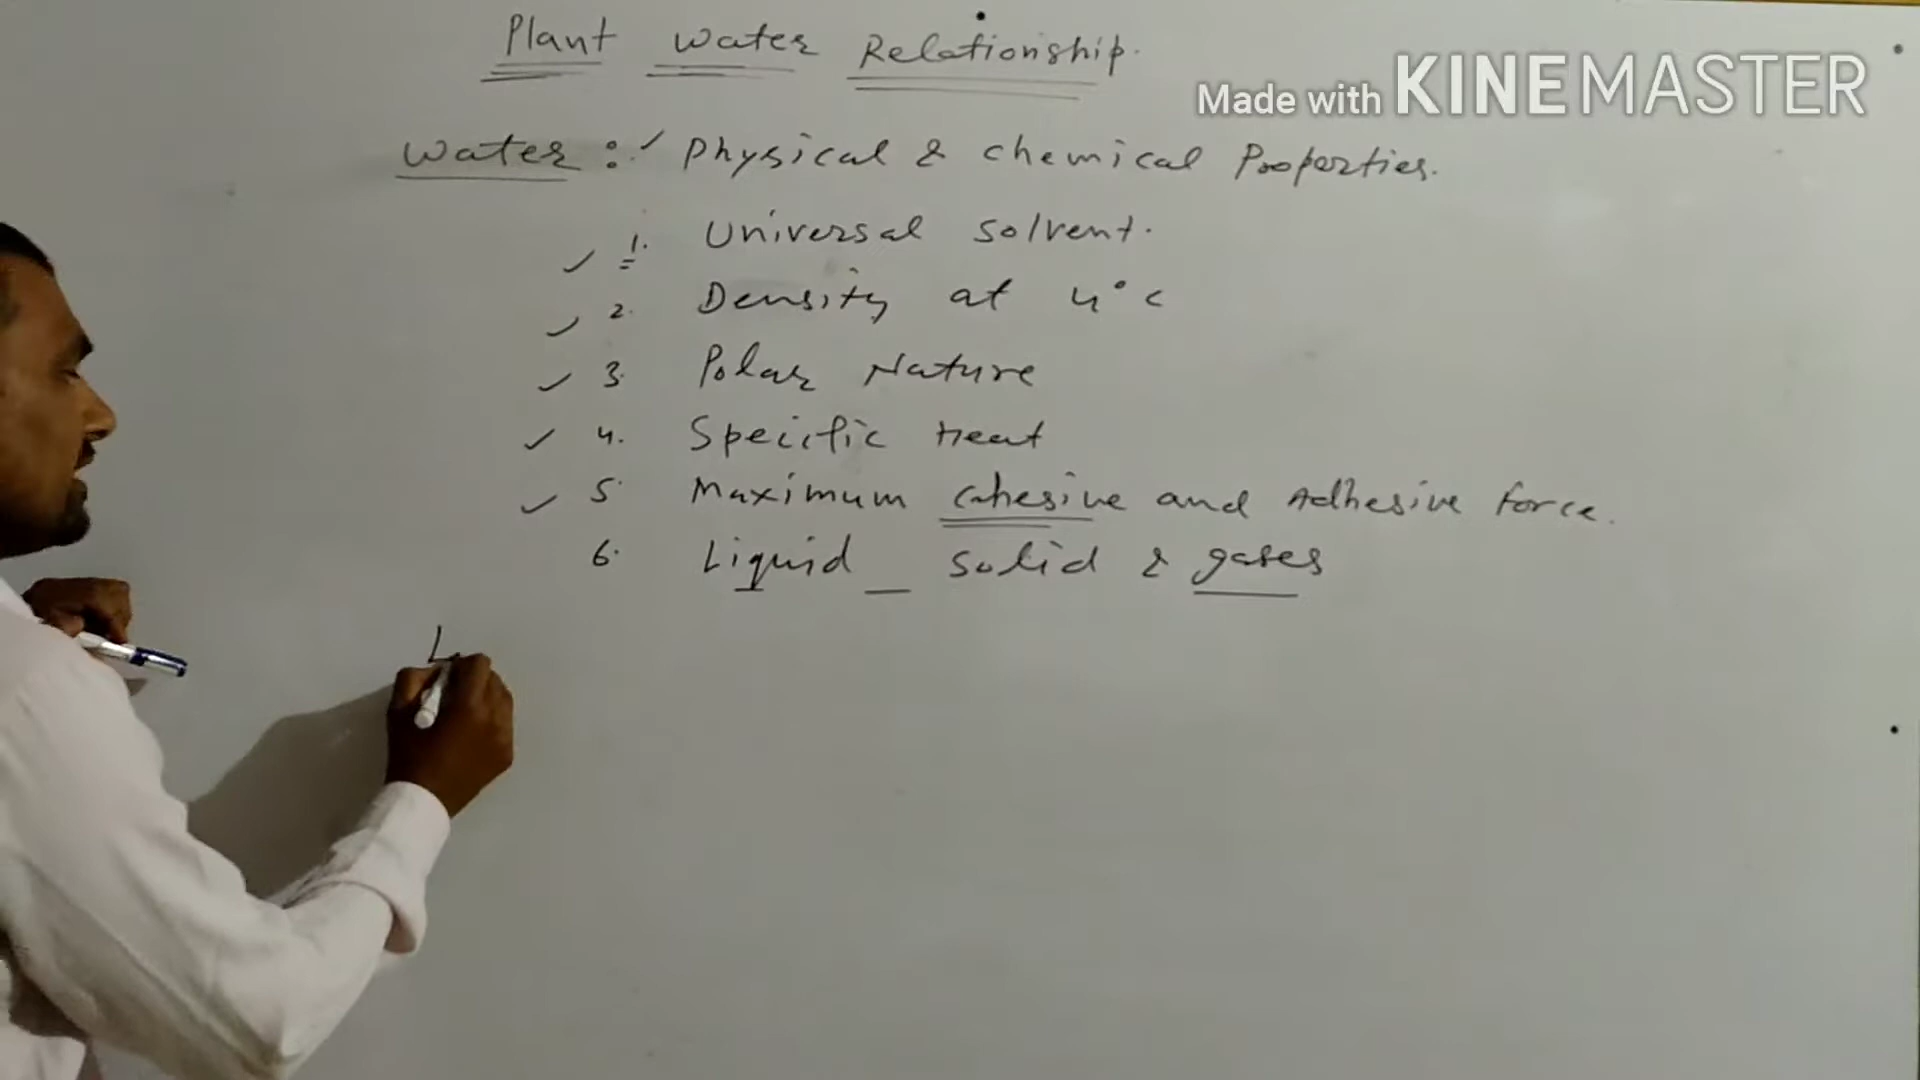 Plant water Relationship.
Made with KINEMASTER
Water :- Physical & chemical Properties.
1. Universal solvent.
2. Density at 4°c
3. Polar Nature
4. Specific Heat
5. Maximum Cohesive and Adhesive force.
6. Liquid _ solid & gases